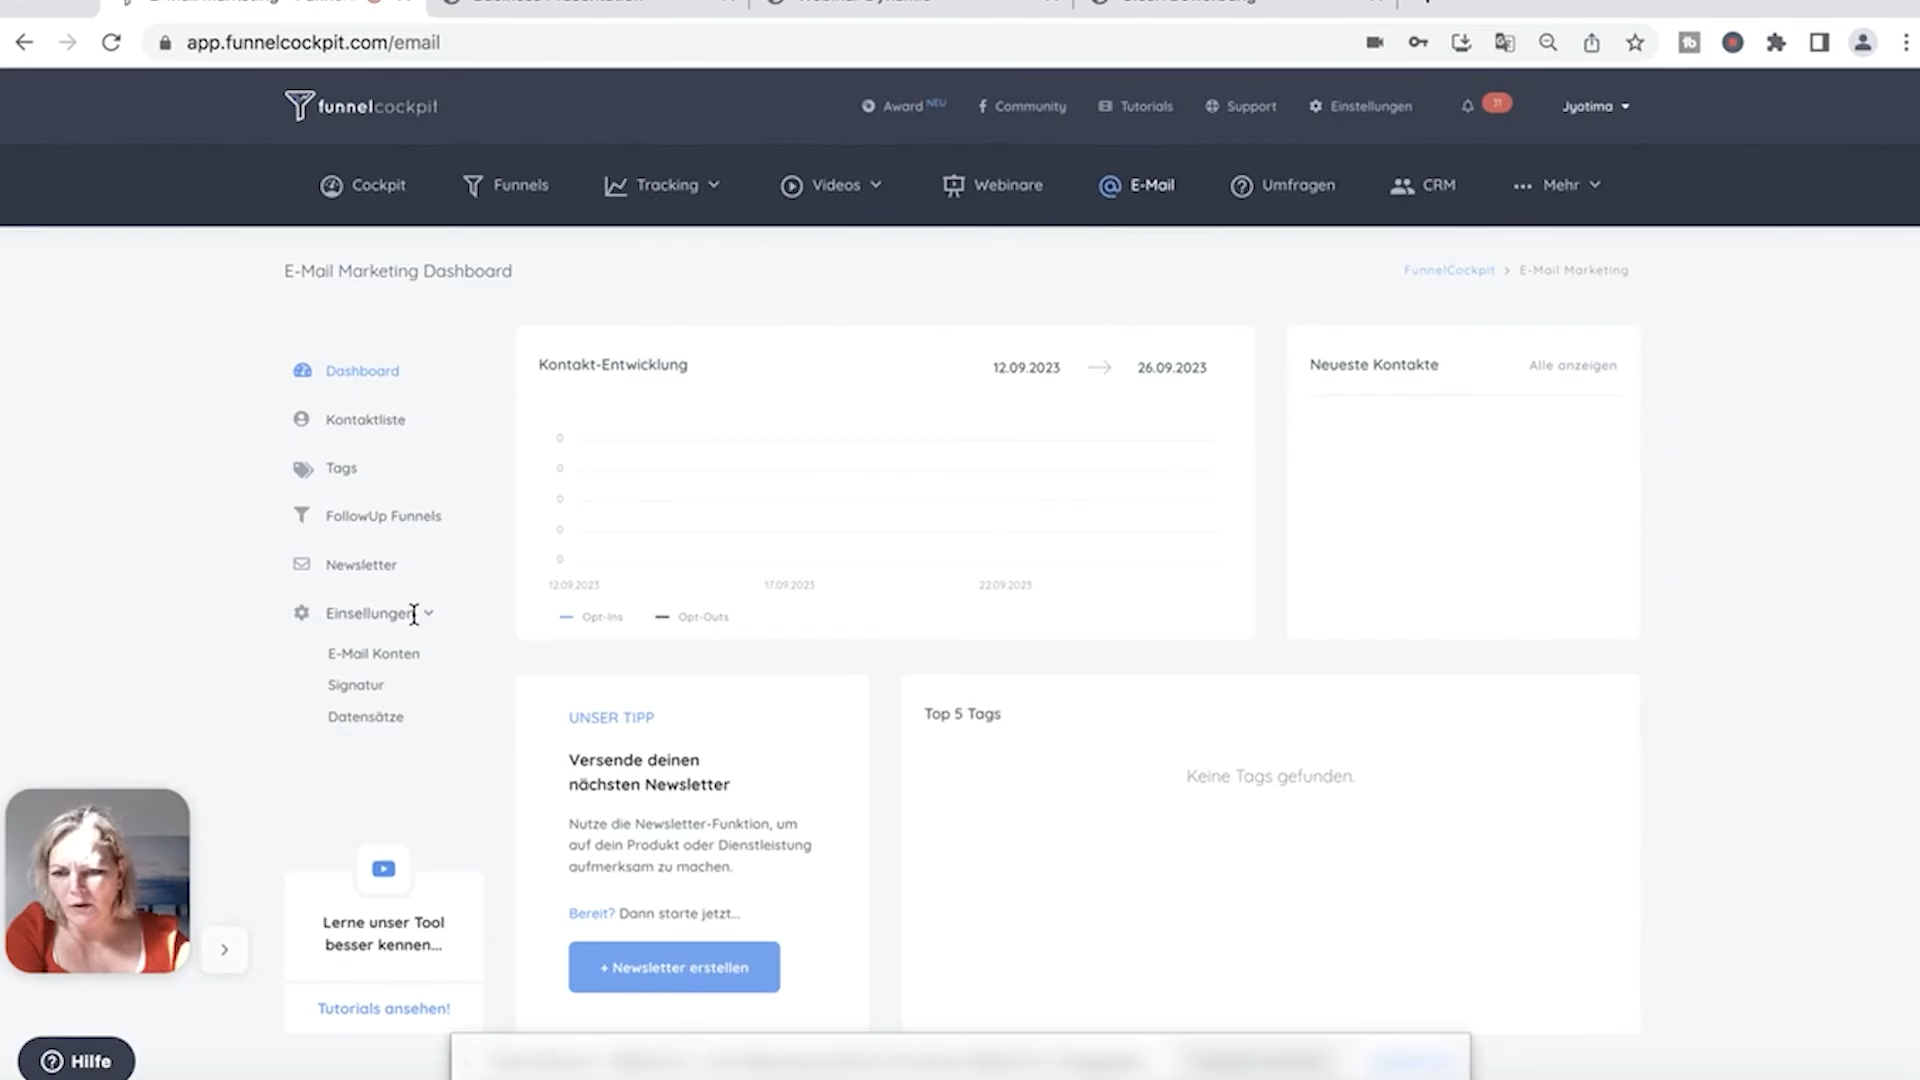 app.funnelcockpit.com/email
funnelcockpit
Award NEU
Community
Tutorials
Support
Einstellungen
31
Jyotima
Cockpit
Funnels
Tracking
Videos
Webinare
E-Mail
Umfragen
CRM
Mehr
E-Mail Marketing Dashboard
FunnelCockpit > E-Mail Marketing
Dashboard
Kontaktliste
Tags
FollowUp Funnels
Newsletter
Einsellungen
E-Mail Konten
Signatur
Datensätze
Kontakt-Entwicklung
12.09.2023
26.09.2023
0
0
0
0
0
12.09.2023
17.09.2023
22.09.2023
Opt-Ins
Opt-Outs
Neueste Kontakte
Alle anzeigen
UNSER TIPP
Versende deinen
nächsten Newsletter
Nutze die Newsletter-Funktion, um
auf dein Produkt oder Dienstleistung
aufmerksam zu machen.
Bereit? Dann starte jetzt...
+ Newsletter erstellen
Top 5 Tags
Keine Tags gefunden.
Lerne unser Tool
besser kennen...
Tutorials ansehen!
Hilfe